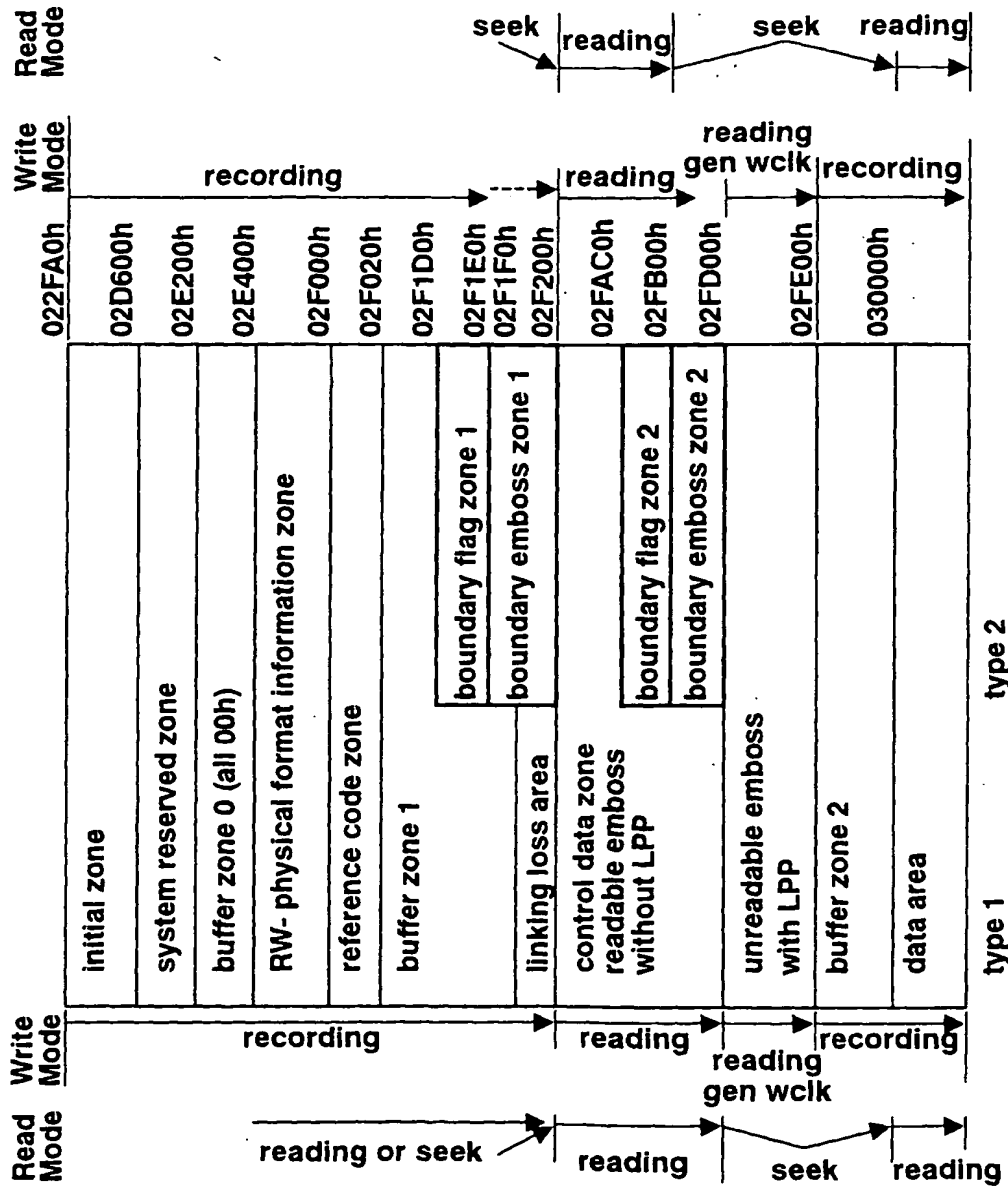 Read
Mode
seek
reading
seek
reading
Write
Mode
recording
reading
reading
gen wclk
recording
022FA0h
02D600h
02E200h
02E400h
02F000h
02F020h
02F1D0h
02F1E0h
02F1F0h
02F200h
02FAC0h
02FB00h
02FD00h
02FE00h
030000h
initial zone
system reserved zone
buffer zone 0 (all 00h)
RW- physical format information zone
reference code zone
buffer zone 1
boundary flag zone 1
boundary emboss zone 1
linking loss area
control data zone
readable emboss
without LPP
boundary flag zone 2
boundary emboss zone 2
unreadable emboss
with LPP
buffer zone 2
data area
type 1
type 2
Write
Mode
recording
reading
reading
gen wclk
recording
Read
Mode
reading or seek
reading
seek
reading